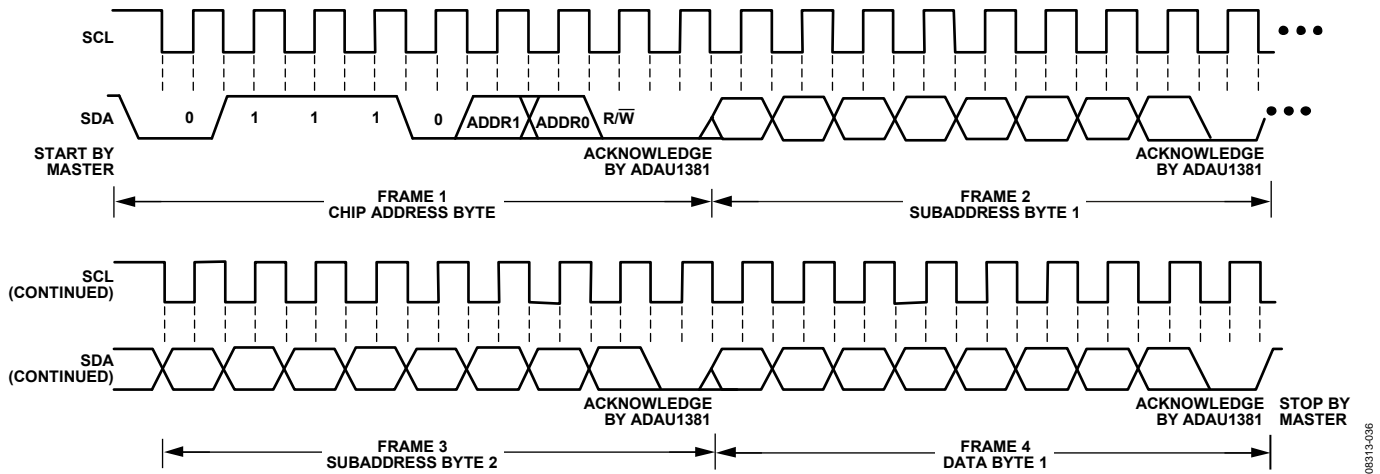 SCL
SDA
0 1 1 1 0 ADDR1 ADDR0 R/W̅
START BY
MASTER
ACKNOWLEDGE
BY ADAU1381
ACKNOWLEDGE
BY ADAU1381
FRAME 1
CHIP ADDRESS BYTE
FRAME 2
SUBADDRESS BYTE 1
SCL
(CONTINUED)
SDA
(CONTINUED)
ACKNOWLEDGE
BY ADAU1381
ACKNOWLEDGE
BY ADAU1381
STOP BY
MASTER
FRAME 3
SUBADDRESS BYTE 2
FRAME 4
DATA BYTE 1
08313-036